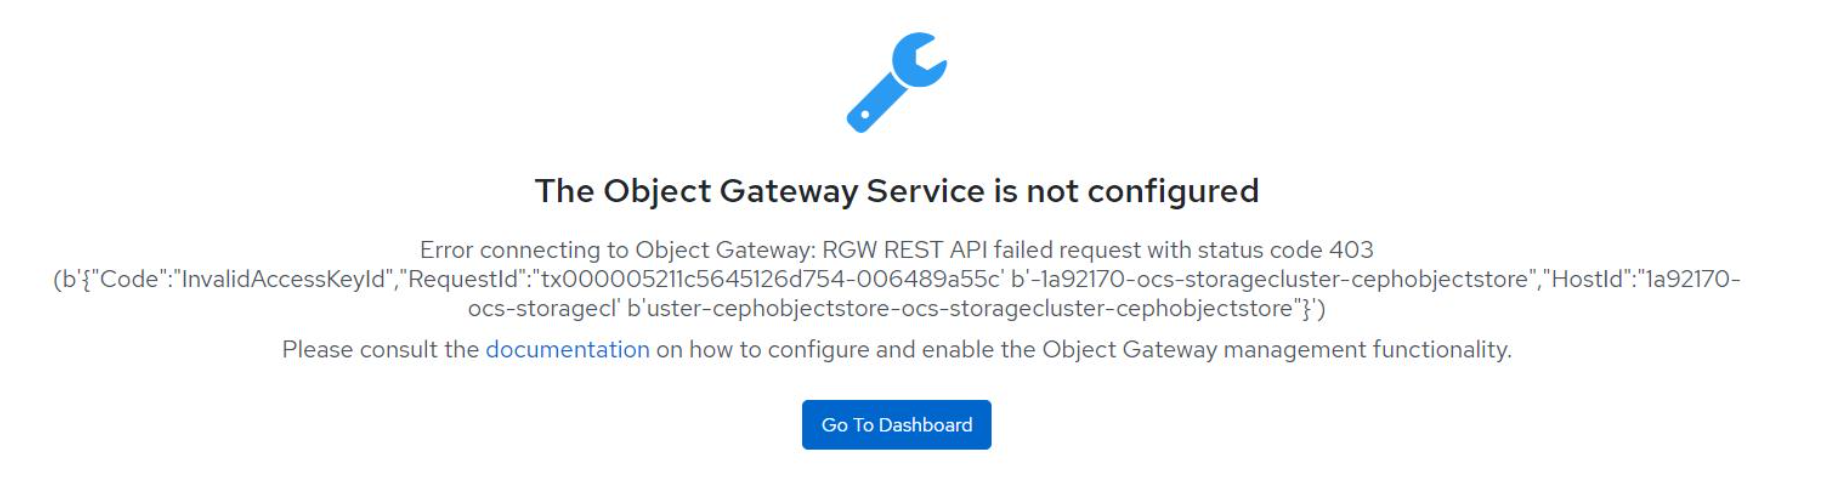 The Object Gateway Service is not configured
Error connecting to Object Gateway: RGW REST API failed request with status code 403
(b'{"Code":"InvalidAccessKeyId","RequestId":"tx000005211c5645126d754-006489a55c' b'-1a92170-ocs-storagecluster-cephobjectstore","HostId":"1a92170-
ocs-storagecl' b'uster-cephobjectstore-ocs-storagecluster-cephobjectstore"}')
Please consult the documentation on how to configure and enable the Object Gateway management functionality.
Go To Dashboard